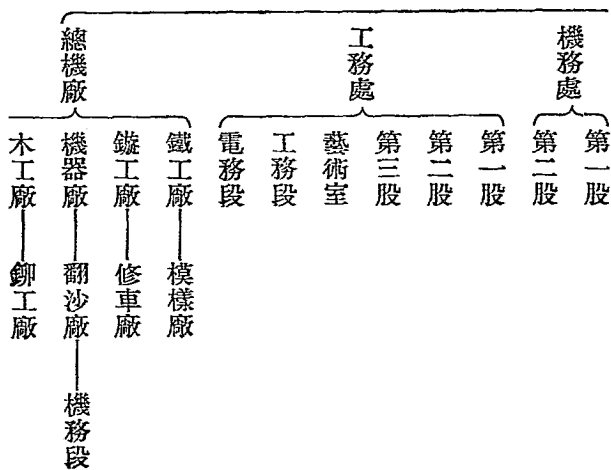 機務處
第一股
第二股
工務處
第一股
第二股
第三股
藝術室
工務段
電務段
總機廠
鐵工廠
模樣廠
鏇工廠
修車廠
機器廠
翻沙廠
機務段
木工廠
鉚工廠